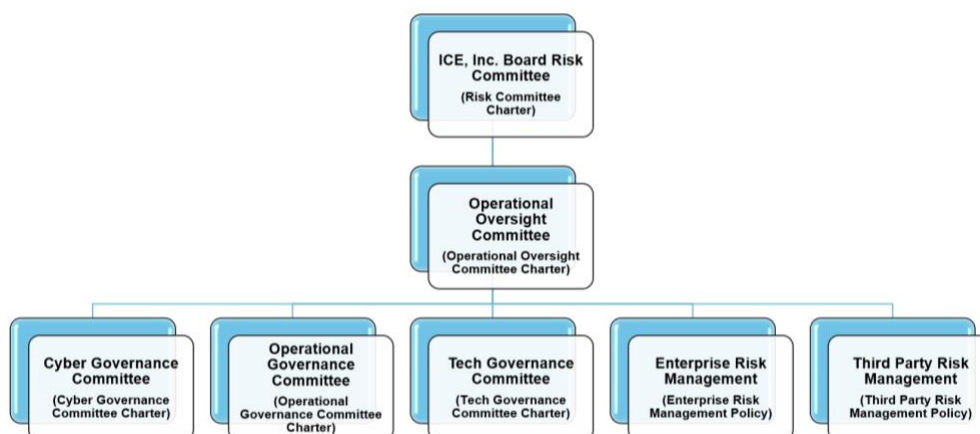 ICE, Inc. Board Risk
Committee
(Risk Committee
Charter)
Operational
Oversight
Committee
(Operational Oversight
Committee Charter)
Cyber Governance
Committee
(Cyber Governance
Committee Charter)
Operational
Governance
Committee
(Operational
Governance Committee
Charter)
Tech Governance
Committee
(Tech Governance
Committee Charter)
Enterprise Risk
Management
(Enterprise Risk
Management Policy)
Third Party Risk
Management
(Third Party Risk
Management Policy)